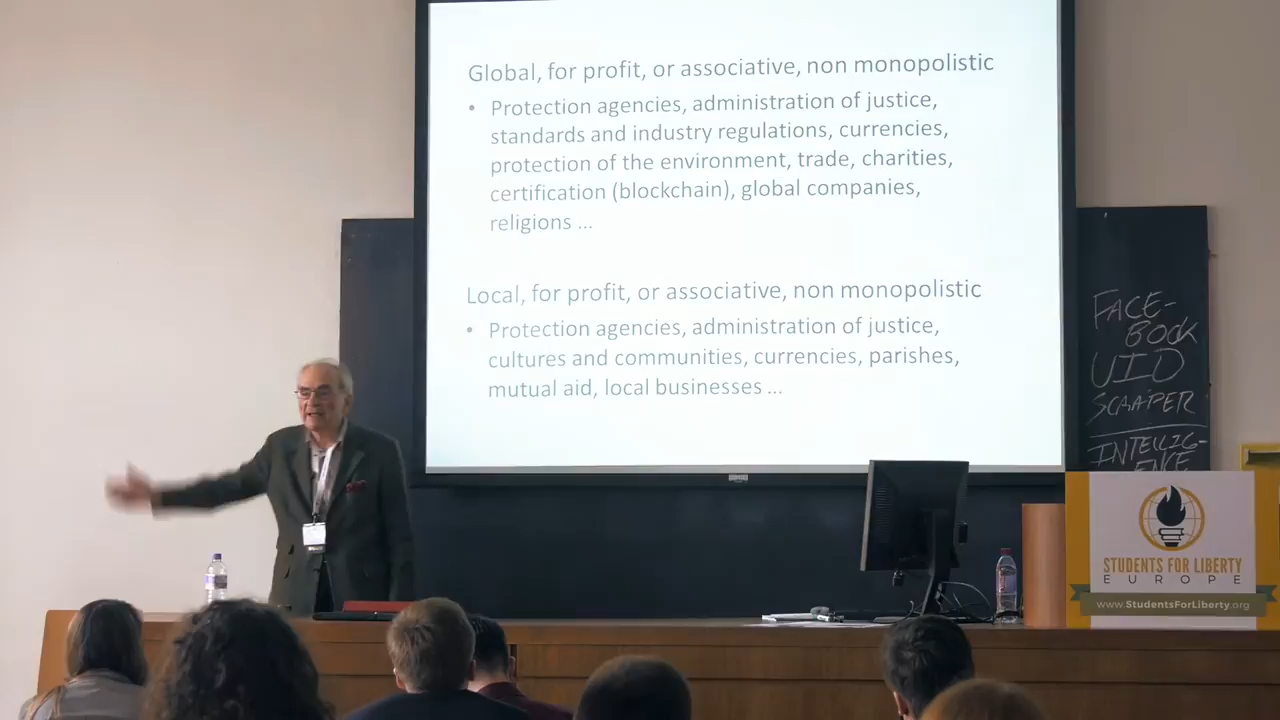 Global, for profit, or associative, non monopolistic
• Protection agencies, administration of justice,
standards and industry regulations, currencies,
protection of the environment, trade, charities,
certification (blockchain), global companies,
religions ...
Local, for profit, or associative, non monopolistic
• Protection agencies, administration of justice,
cultures and communities, currencies, parishes,
mutual aid, local businesses ...
FACE-
BOOK
UID
SCRAPER
INTELLIG-
ENCE
STUDENTS FOR LIBERTY
EUROPE
www.StudentsForLiberty.org